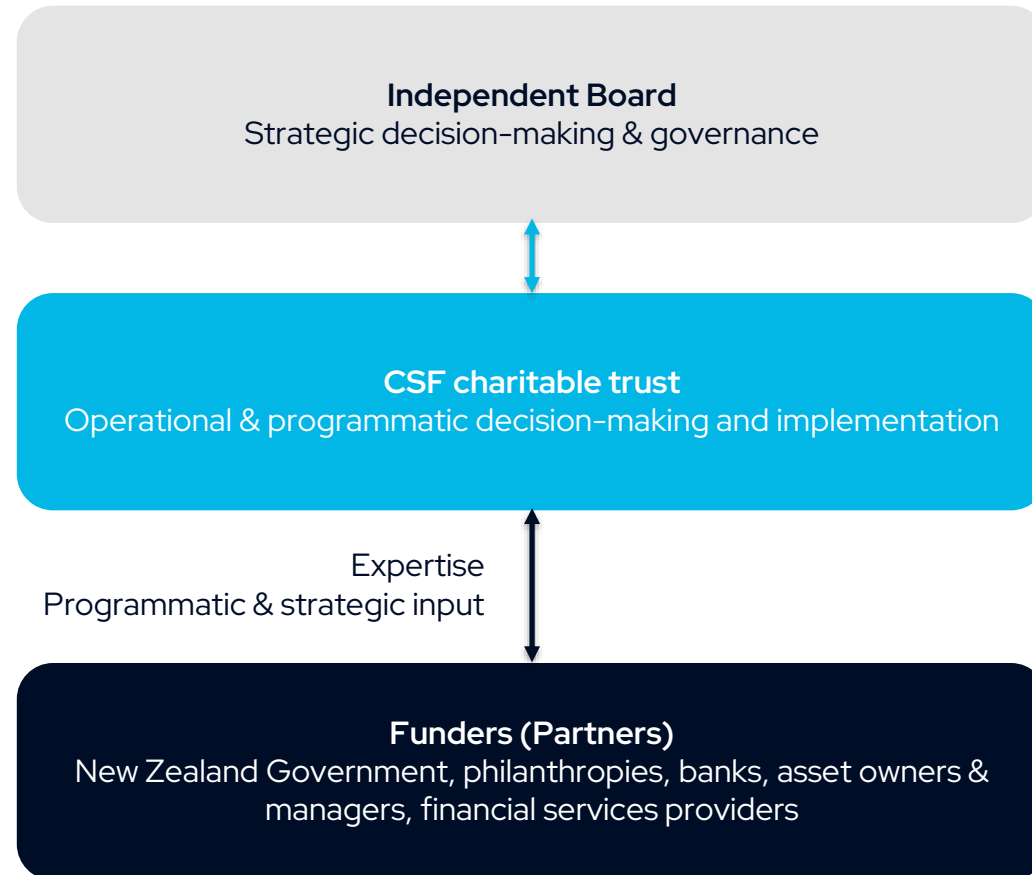 Independent Board
Strategic decision-making & governance
CSF charitable trust
Operational & programmatic decision-making and implementation
Expertise
Programmatic & strategic input
Funders (Partners)
New Zealand Government, philanthropies, banks, asset owners &
managers, financial services providers